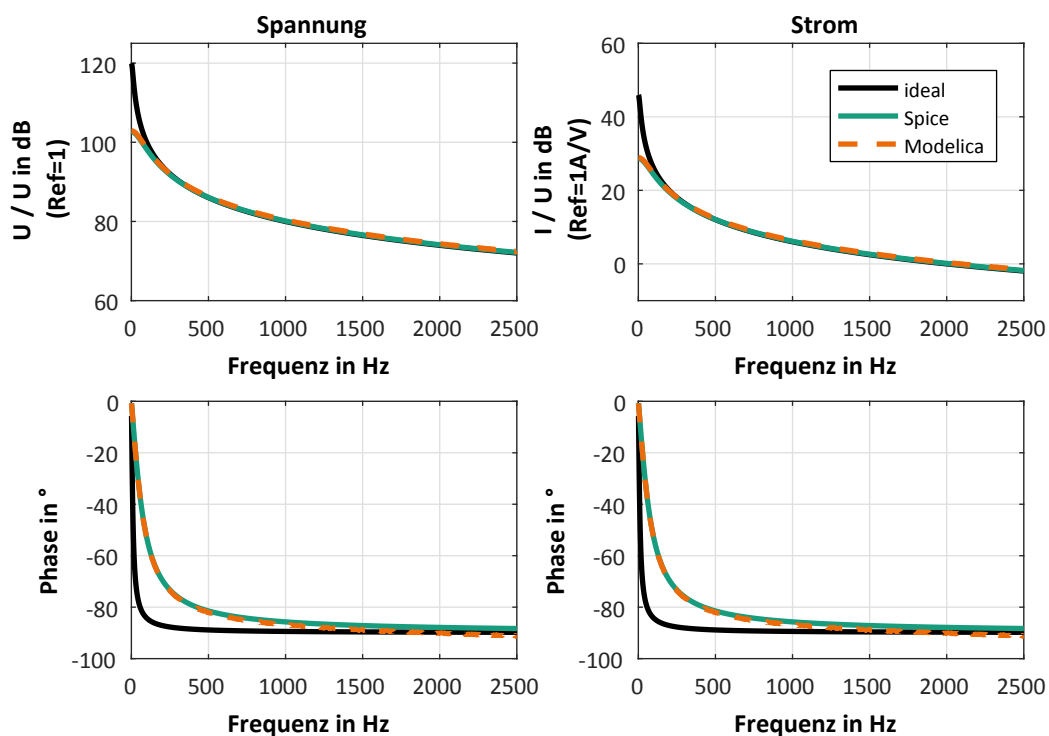 Spannung
120
100
80
60
U / U in dB
(Ref=1)
0 500 1000 1500 2000 2500
Frequenz in Hz
Strom
60
40
20
0
I / U in dB
(Ref=1A/V)
ideal
Spice
Modelica
0 500 1000 1500 2000 2500
Frequenz in Hz
0
-20
-40
-60
-80
-100
Phase in °
0 500 1000 1500 2000 2500
Frequenz in Hz
0
-20
-40
-60
-80
-100
Phase in °
0 500 1000 1500 2000 2500
Frequenz in Hz